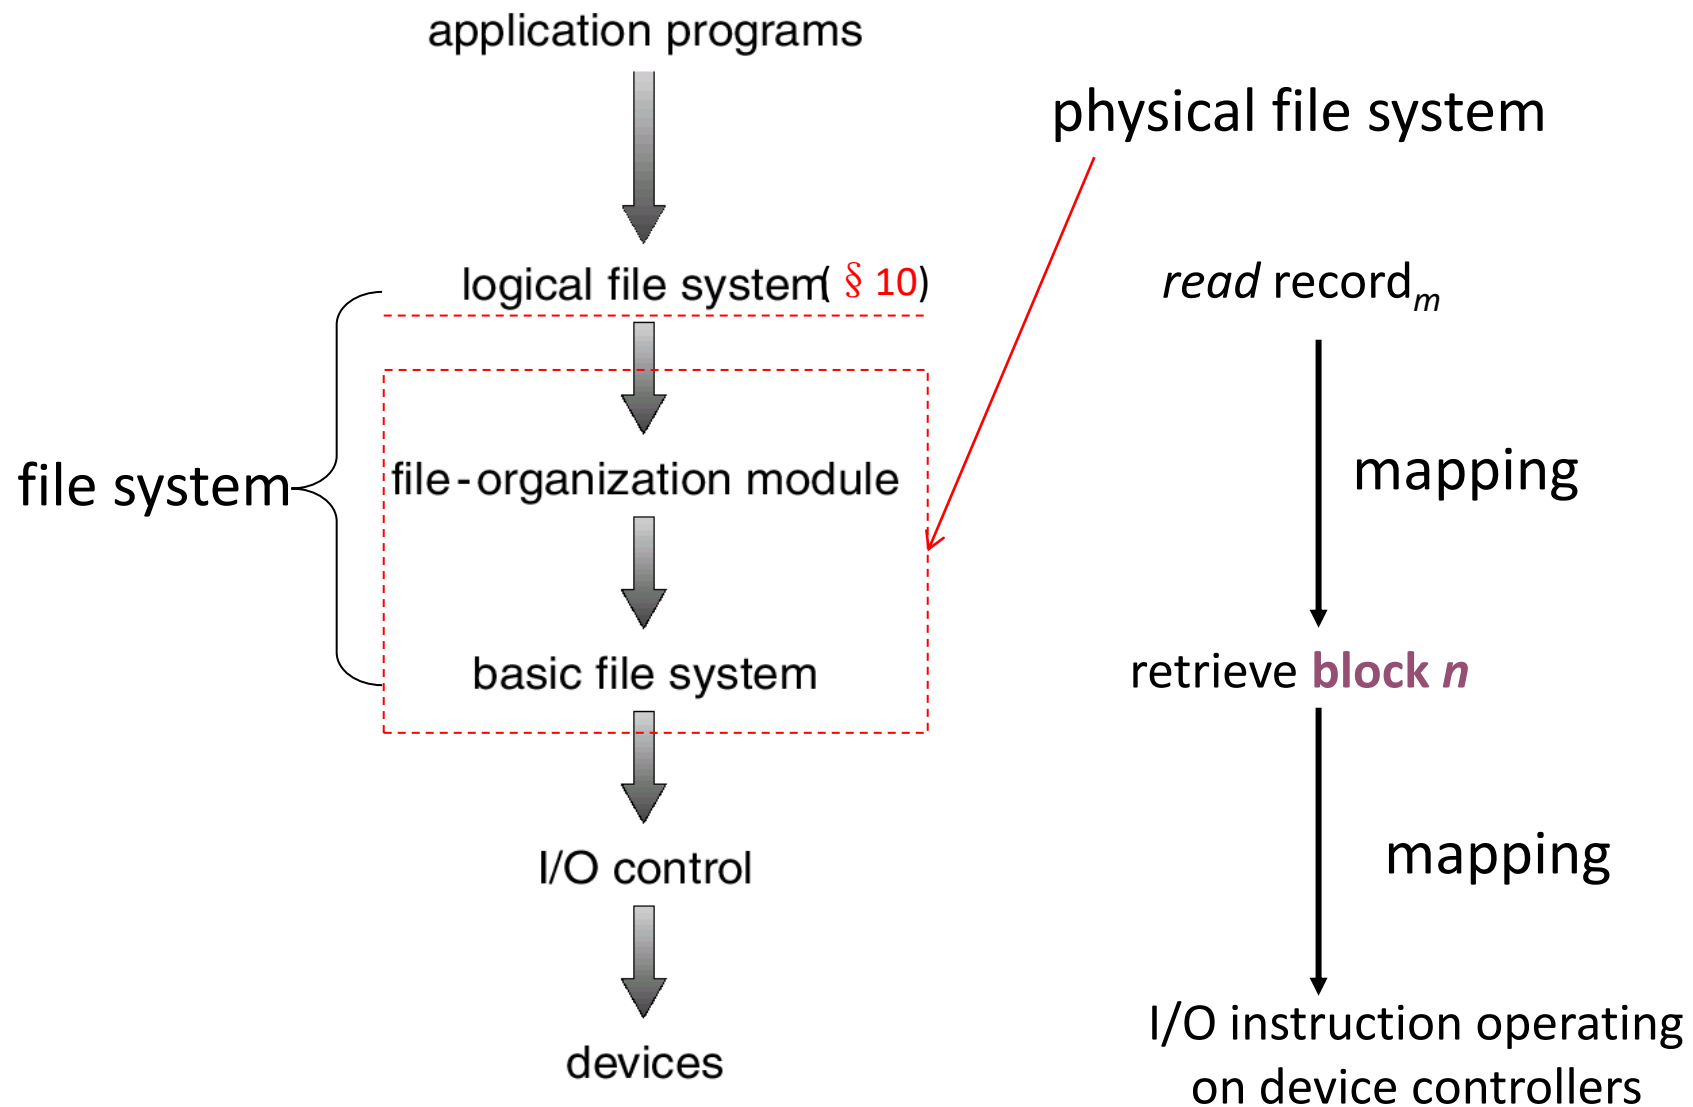 application programs
physical file system
logical file system(§10)
read record m
file system
file-organization module
mapping
basic file system
retrieve block n
I/O control
mapping
devices
I/O instruction operating
on device controllers